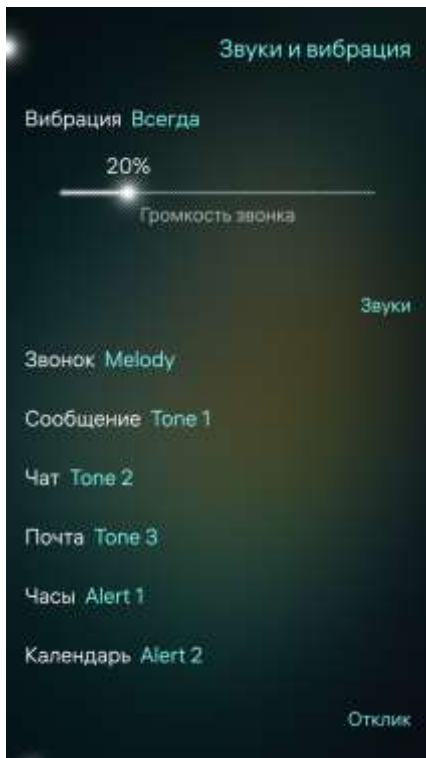 Звуки и вибрация
Вибрация Всегда
20%
Громкость звонка
Звуки
Звонок Melody
Сообщение Tone 1
Чат Tone 2
Почта Tone 3
Часы Alert 1
Календарь Alert 2
Отклик